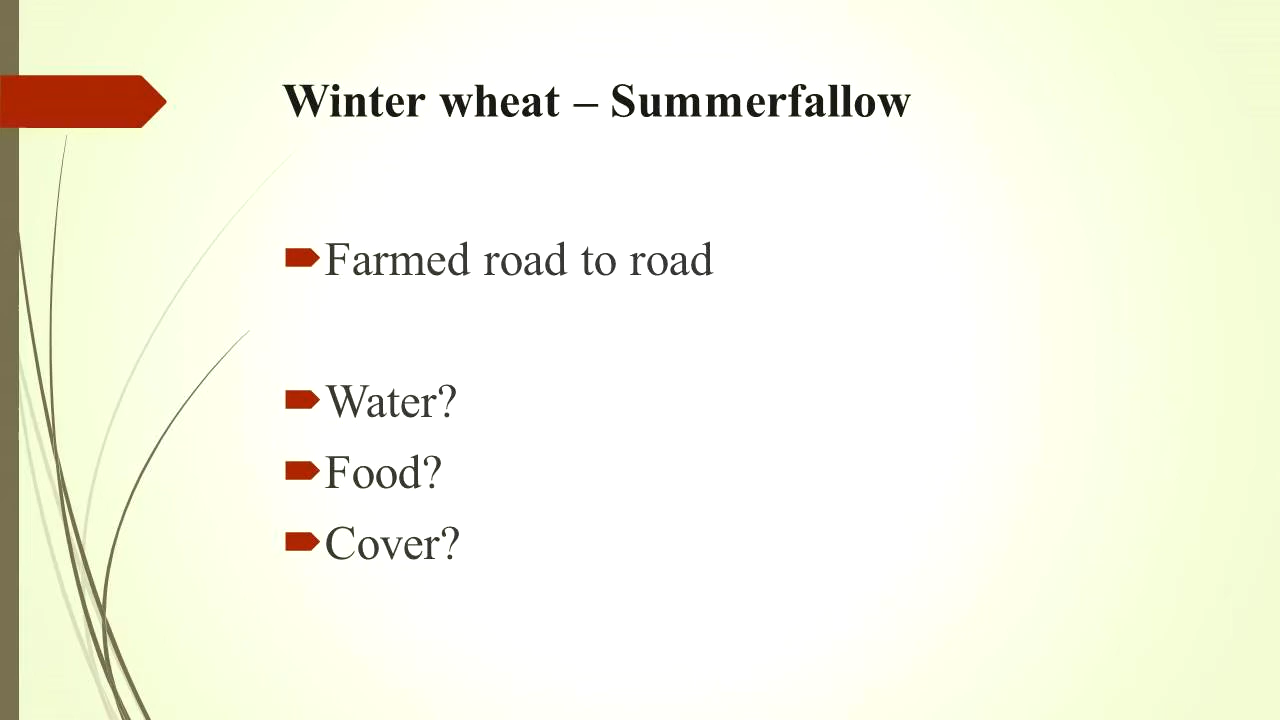 Winter wheat – Summerfallow
Farmed road to road
Water?
Food?
Cover?